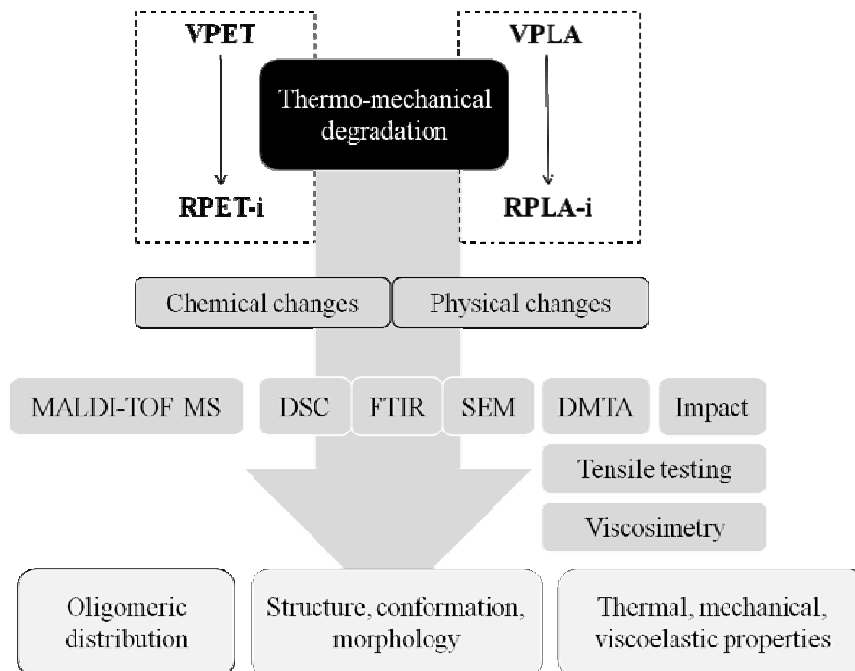 VPET
VPLA
Thermo-mechanical
degradation
RPET-i
RPLA-i
Chemical changes
Physical changes
MALDI-TOF MS
DSC
FTIR
SEM
DMTA
Impact
Tensile testing
Viscosimetry
Oligomeric
distribution
Structure, conformation,
morphology
Thermal, mechanical,
viscoelastic properties